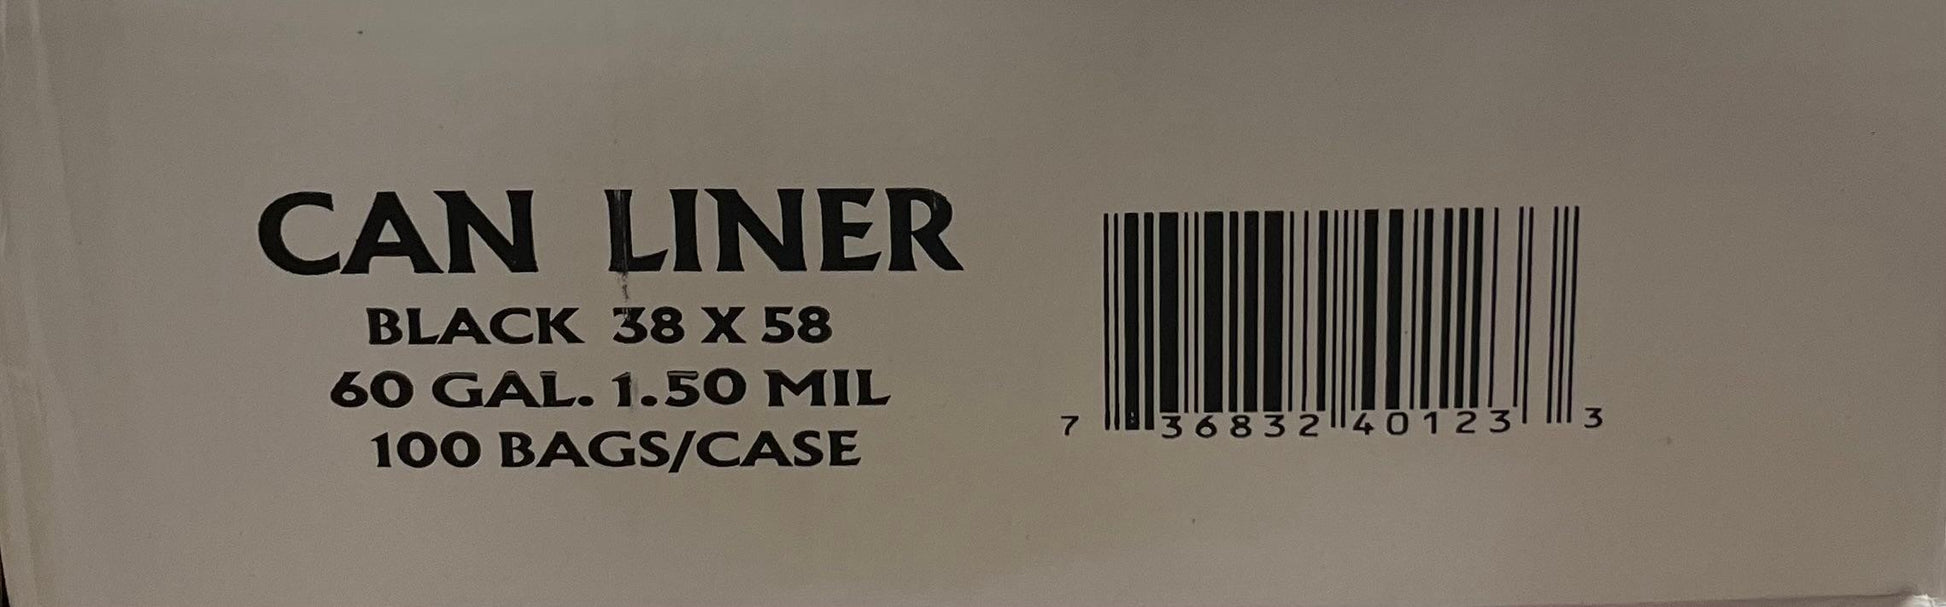 CAN LINER
BLACK 38 X 58
60 GAL. 1.50 MIL
100 BAGS/CASE
7 36832 40123 3